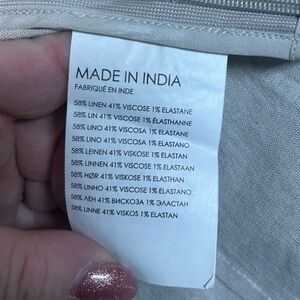 MADE IN INDIA
FABRIQUÉ EN INDE
58% LINEN 41% VISCOSE 1% ELASTANE
58% LIN 41% VISCOSE 1% ÉLASTHANNE
58% LINO 41% VISCOSA 1% ELASTANE
58% LINO 41% VISCOSA 1% ELASTANO
58% LEINEN 41% VISKOSE 1% ELASTAN
58% LINNEN 41% VISCOSE 1% ELASTAAN
58% HØR 41% VISKOSE 1% ELASTHAN
58% LINHO 41% VISCOSE 1% ELASTANO
58% ЛЕН 41% ВИСКОЗА 1% ЭЛАСТАН
58% LINNE 41% VISKOS 1% ELASTAN